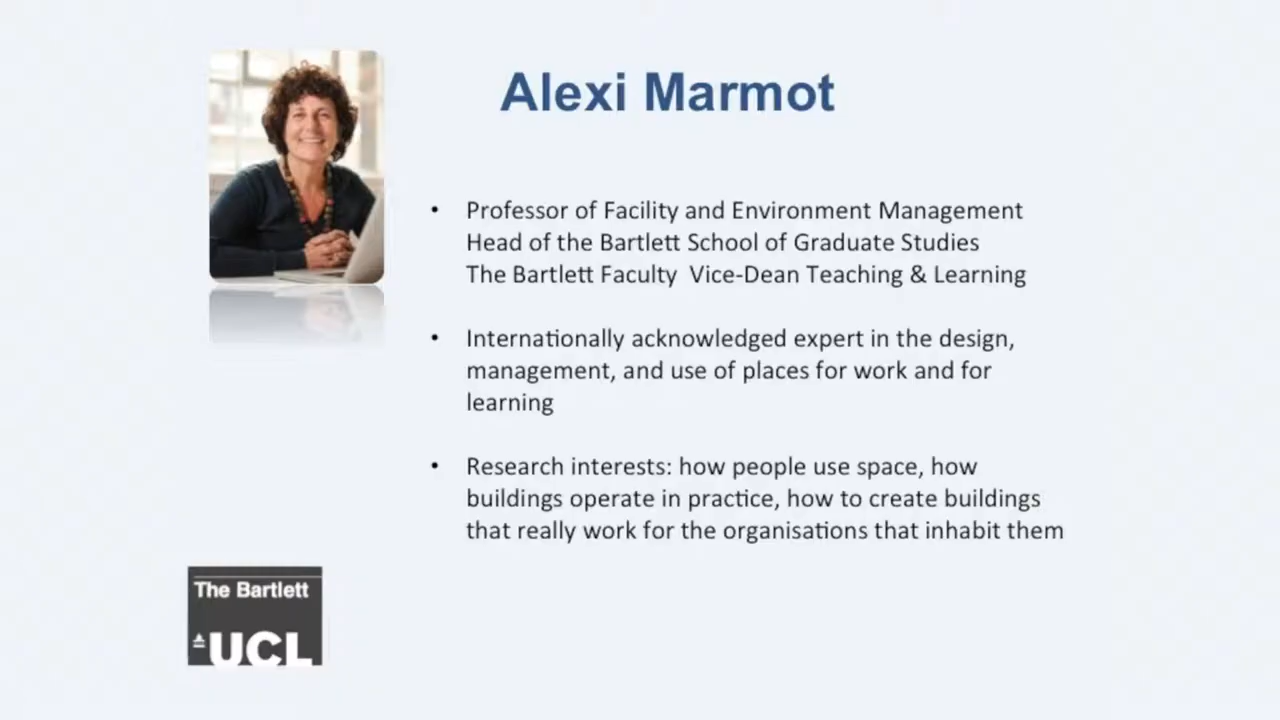 Alexi Marmot
• Professor of Facility and Environment Management
Head of the Bartlett School of Graduate Studies
The Bartlett Faculty  Vice-Dean Teaching & Learning
• Internationally acknowledged expert in the design,
management, and use of places for work and for
learning
• Research interests: how people use space, how
buildings operate in practice, how to create buildings
that really work for the organisations that inhabit them
The Bartlett
UCL